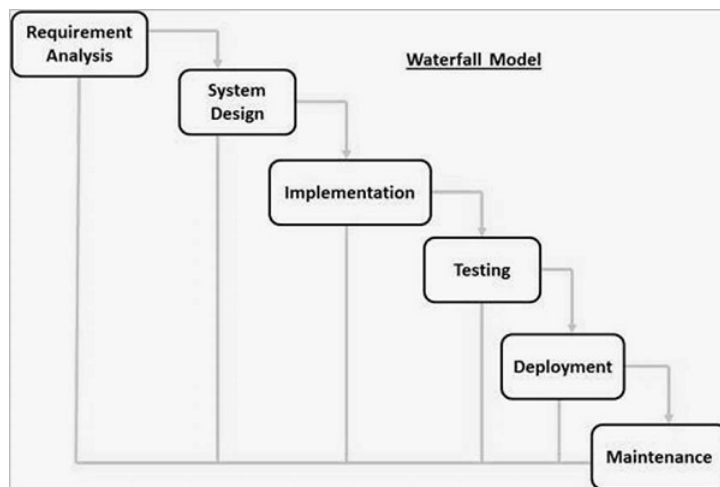 Requirement
Analysis
Waterfall Model
System
Design
Implementation
Testing
Deployment
Maintenance